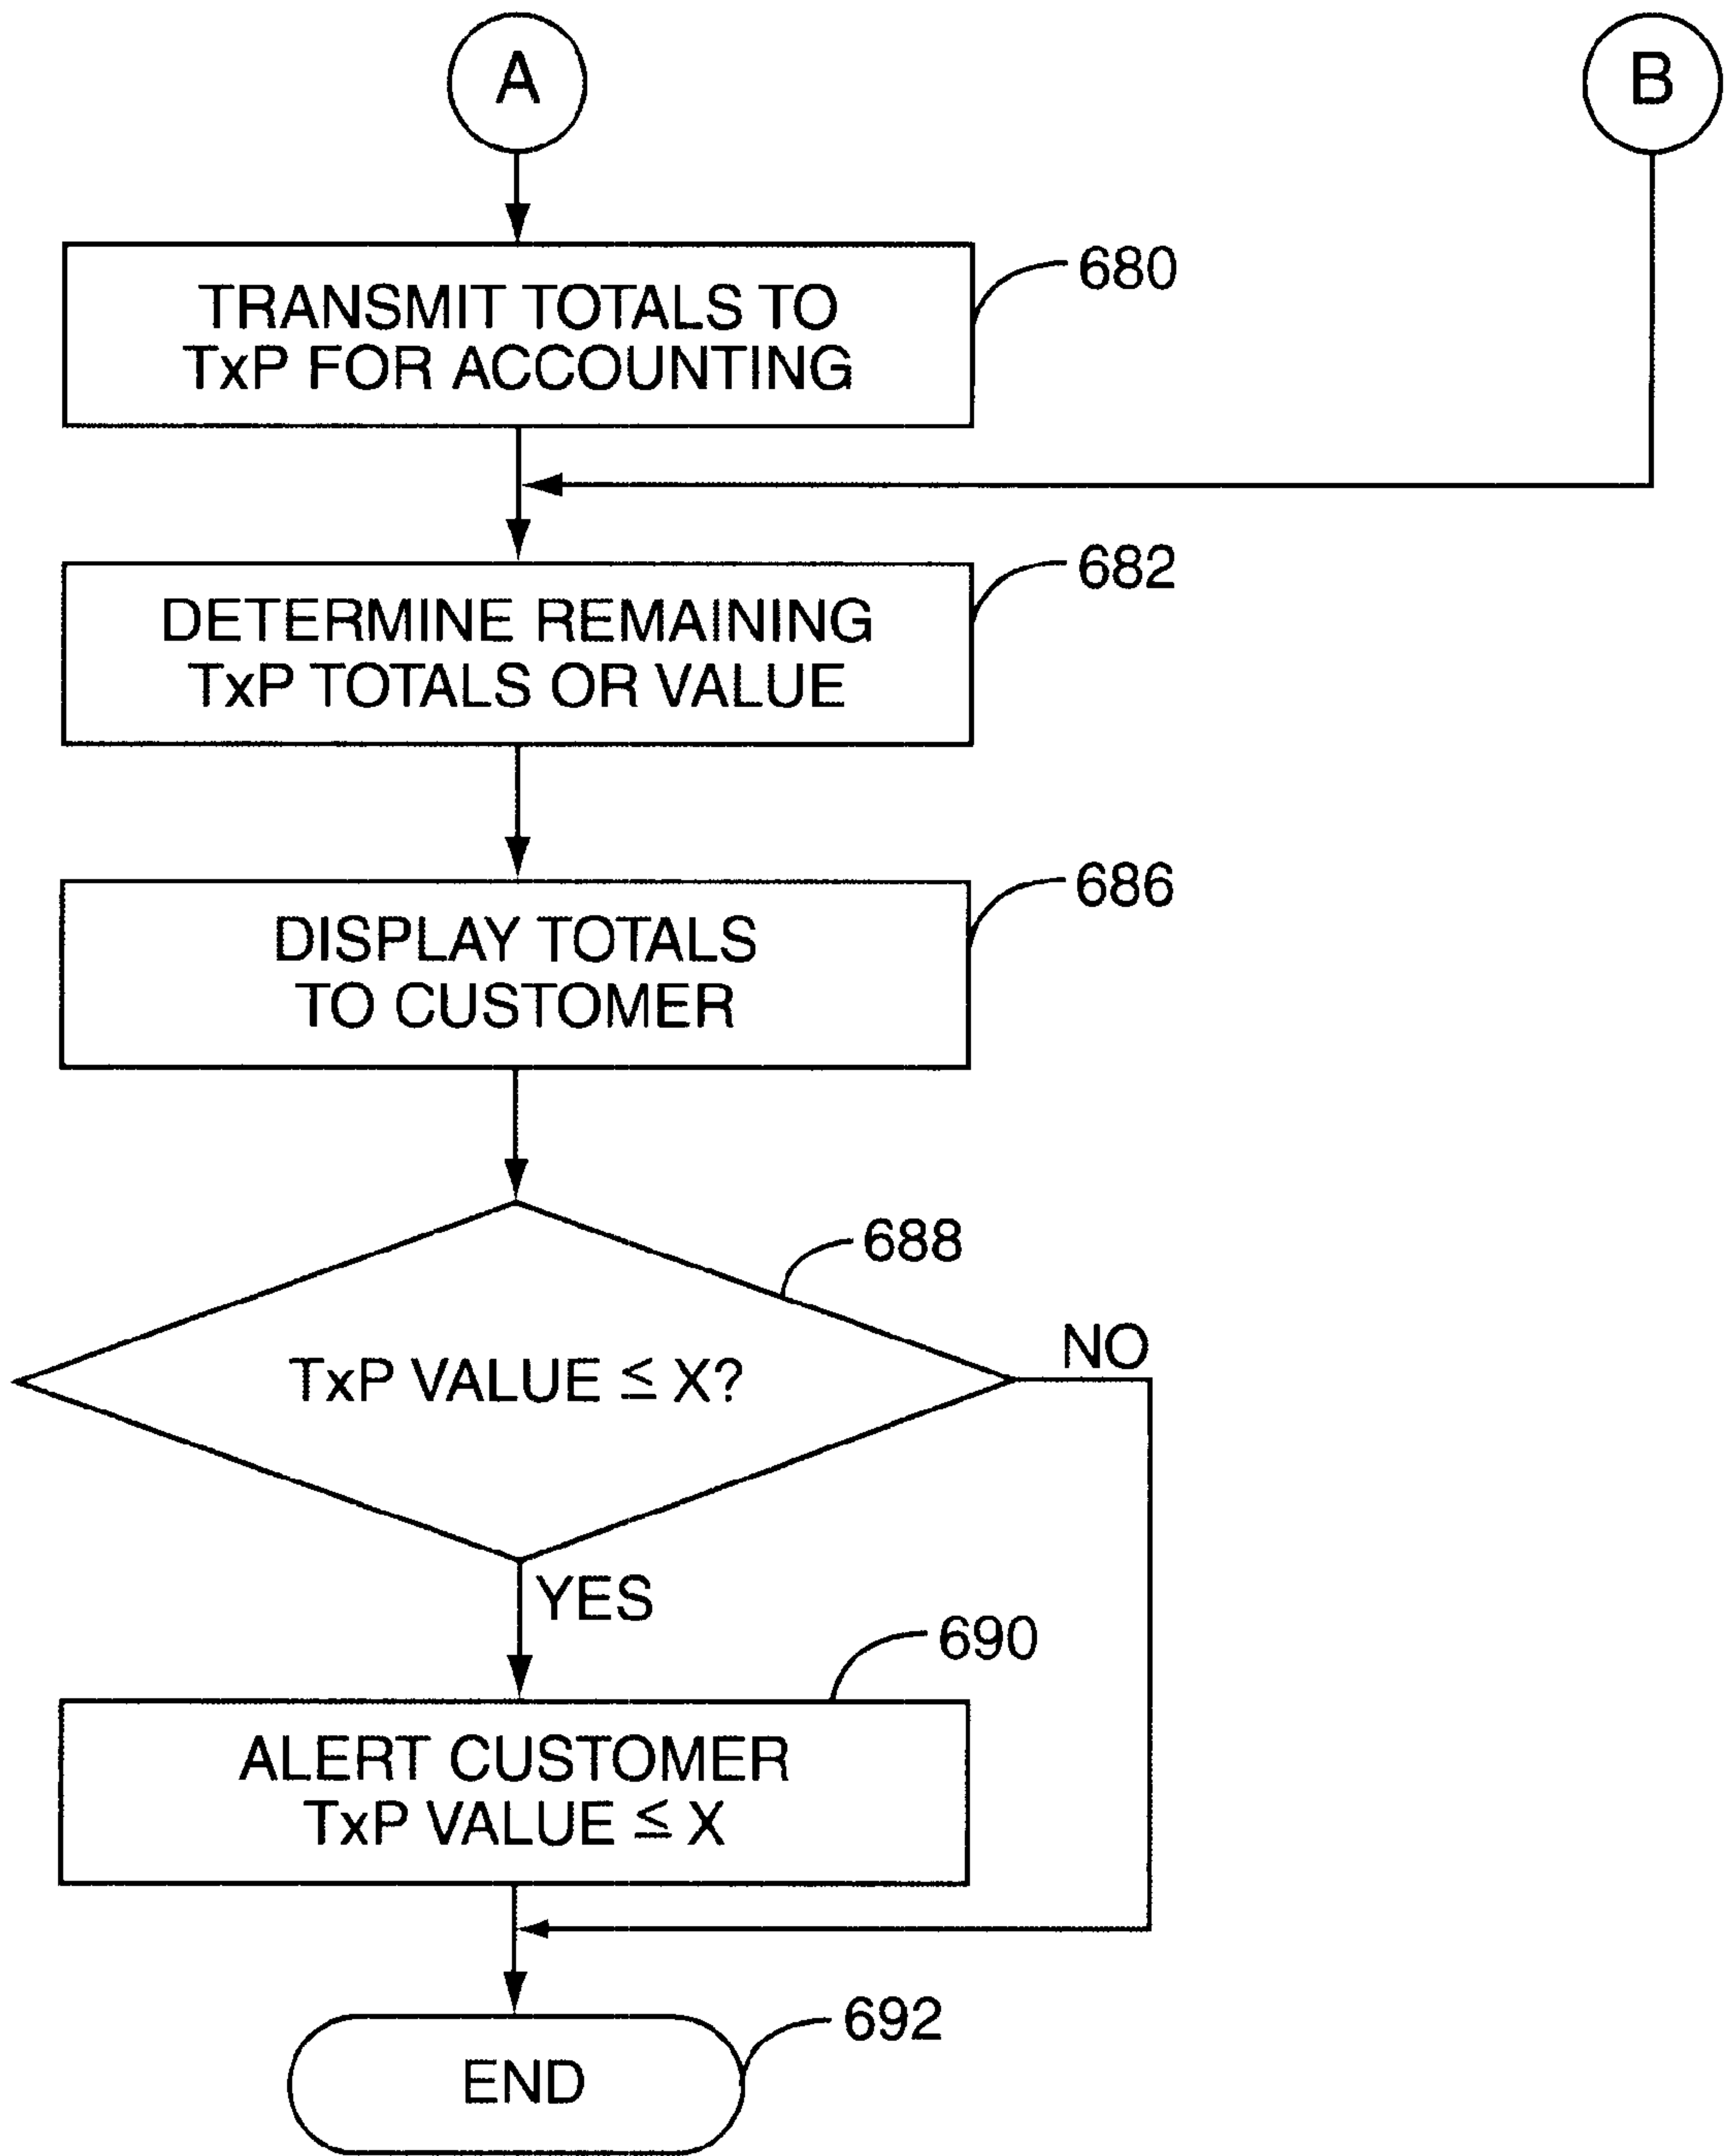 A
B
680
TRANSMIT TOTALS TO
TxP FOR ACCOUNTING
682
DETERMINE REMAINING
TxP TOTALS OR VALUE
686
DISPLAY TOTALS
TO CUSTOMER
688
TxP VALUE ≤ X?
NO
YES
690
ALERT CUSTOMER
TxP VALUE ≤ X
692
END